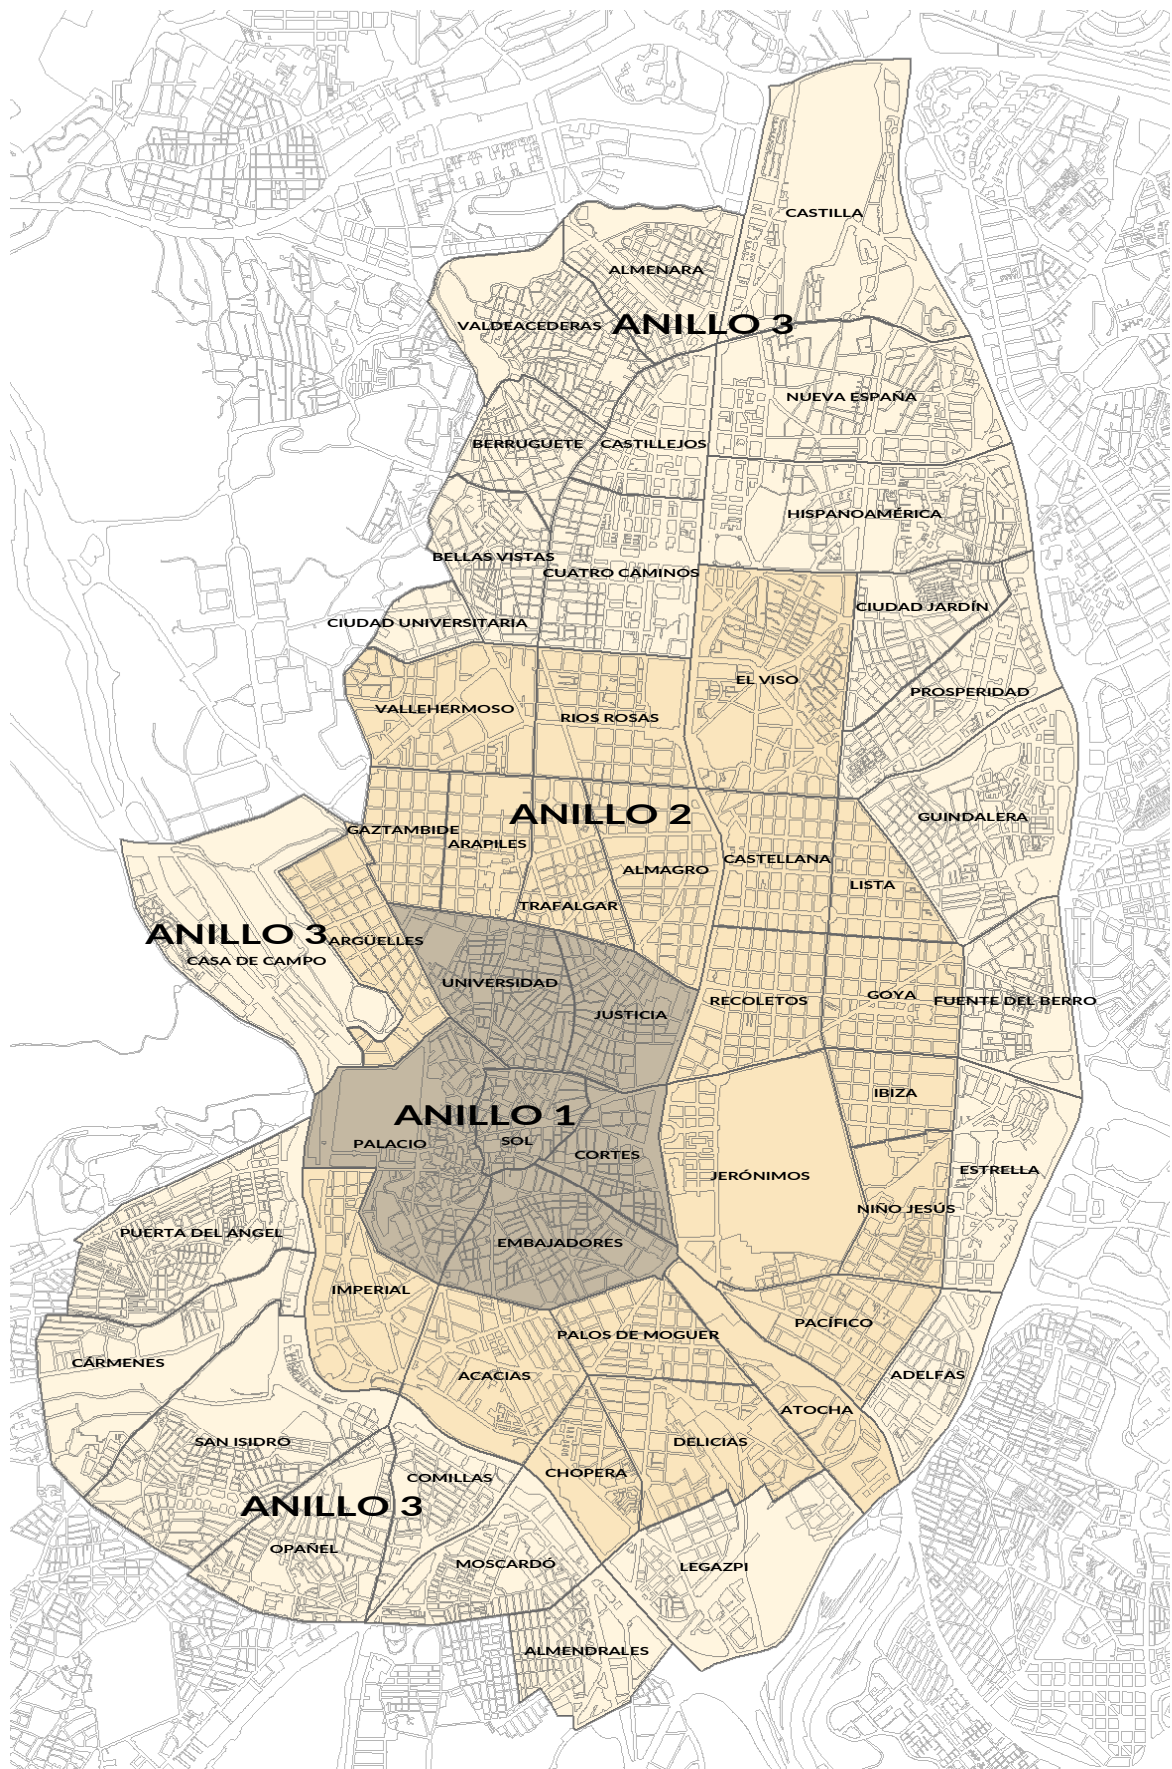 CASTILLA
ALMENARA
VALDEACEDERAS
ANILLO 3
NUEVA ESPAÑA
BERRUGUETE
CASTILLEJOS
HISPANOAMÉRICA
BELLAS VISTAS
CUATRO CAMINOS
CIUDAD JARDÍN
CIUDAD UNIVERSITARIA
EL VISO
PROSPERIDAD
VALLEHERMOSO
RIOS ROSAS
ANILLO 2
GUINDALERA
GAZTAMBIDE
ARAPILES
CASTELLANA
ALMAGRO
LISTA
TRAFALGAR
ANILLO 3
ARGÜELLES
CASA DE CAMPO
UNIVERSIDAD
GOYA
RECOLETOS
FUENTE DEL BERRO
JUSTICIA
IBIZA
ANILLO 1
PALACIO
SOL
CORTES
ESTRELLA
JERÓNIMOS
NIÑO JESÚS
PUERTA DEL ANGEL
EMBAJADORES
IMPERIAL
PACÍFICO
PALOS DE MOGUER
CÁRMENES
ACACIAS
ADELFAS
ATOCHA
SAN ISIDRO
DELICIAS
COMILLAS
CHOPERA
ANILLO 3
OPAÑEL
MOSCARDÓ
LEGAZPI
ALMENDRALES